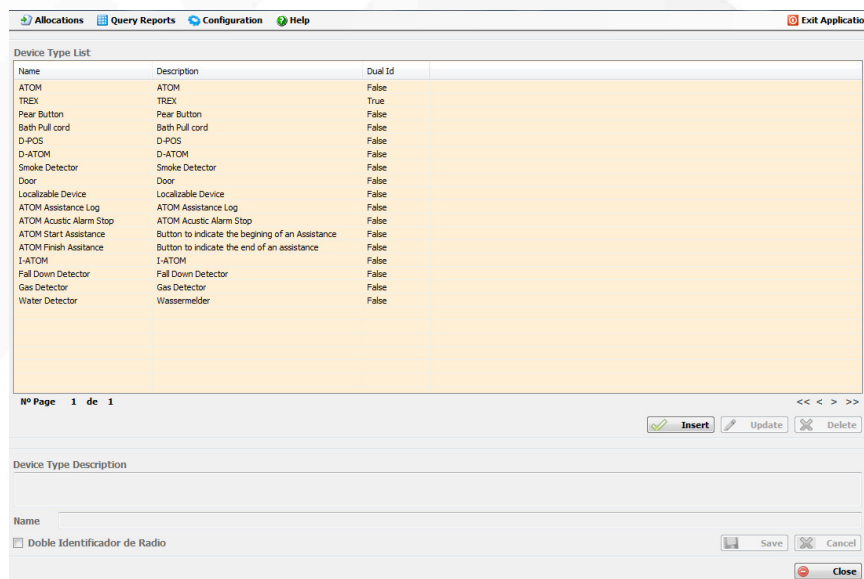 Allocations Query Reports Configuration Help Exit Applicatio
Device Type List
Name Description Dual Id
ATOM ATOM False
TREX TREX True
Pear Button Pear Button False
Bath Pull cord Bath Pull cord False
D-POS D-POS False
D-ATOM D-ATOM False
Smoke Detector Smoke Detector False
Door Door False
Localizable Device Localizable Device False
ATOM Assistance Log ATOM Assistance Log False
ATOM Acustic Alarm Stop ATOM Acustic Alarm Stop False
ATOM Start Assistance Button to indicate the begining of an Assistance False
ATOM Finish Assitance Button to indicate the end of an assistance False
I-ATOM I-ATOM False
Fall Down Detector Fall Down Detector False
Gas Detector Gas Detector False
Water Detector Wassermelder False
Nº Page 1 de 1 << < > >>
Insert Update Delete
Device Type Description
Name
Doble Identificador de Radio Save Cancel
Close